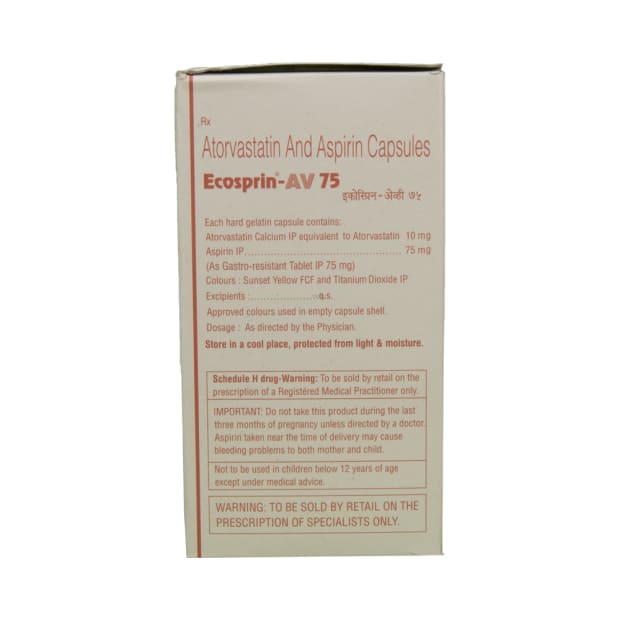 Rx
Atorvastatin And Aspirin Capsules
Ecosprin®-AV 75
इकोस्प्रिन - अेव्ही ७५
Each hard gelatin capsule contains:
Atorvastatin Calcium IP equivalent to Atorvastatin 10 mg
Aspirin IP............................................... 75 mg
(As Gastro-resistant Tablet IP 75 mg)
Colours : Sunset Yellow FCF and Titanium Dioxide IP
Excipients :....................q.s.
Approved colours used in empty capsule shell.
Dosage : As directed by the Physician.
Store in a cool place, protected from light & moisture.
Schedule H drug-Warning: To be sold by retail on the
prescription of a Registered Medical Practitioner only.
IMPORTANT: Do not take this product during the last
three months of pregnancy unless directed by a doctor.
Aspirin taken near the time of delivery may cause
bleeding problems to both mother and child.
Not to be used in children below 12 years of age
except under medical advice.
WARNING: TO BE SOLD BY RETAIL ON THE
PRESCRIPTION OF SPECIALISTS ONLY.